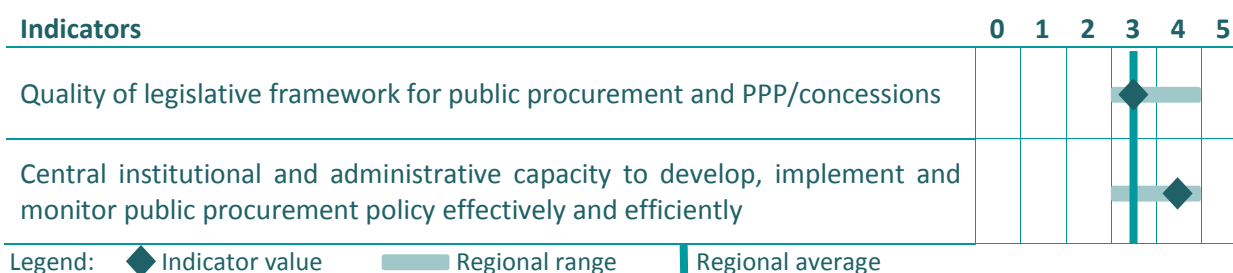 Indicators 0 1 2 3 4 5
Quality of legislative framework for public procurement and PPP/concessions
Central institutional and administrative capacity to develop, implement and
monitor public procurement policy effectively and efficiently
Legend: Indicator value Regional range Regional average